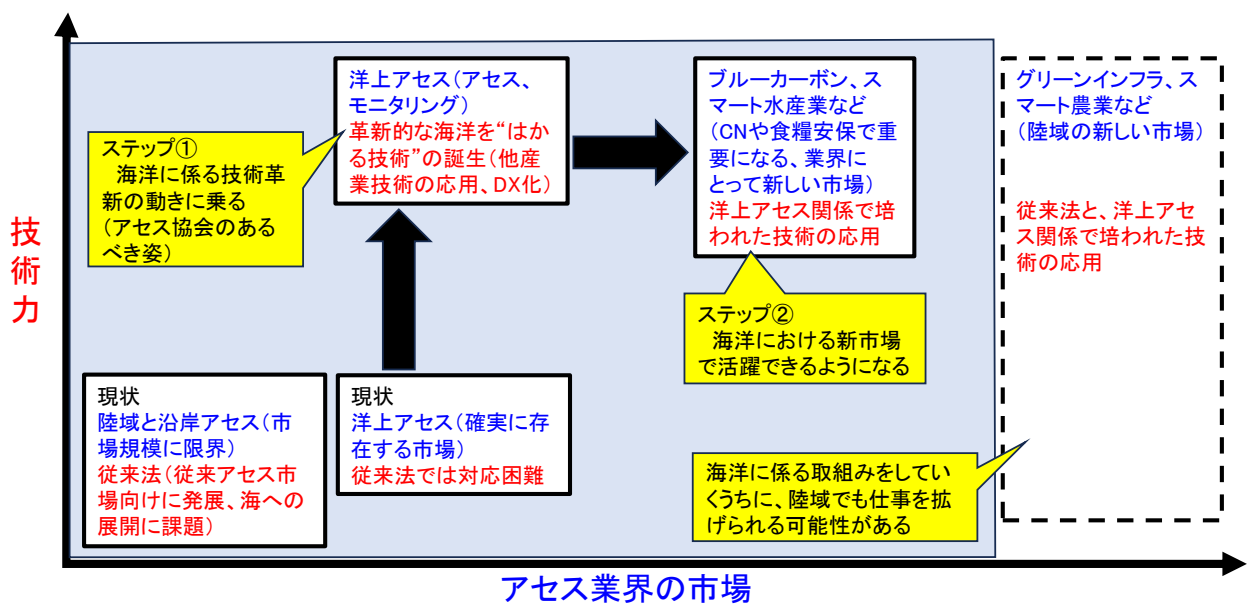 技術力
ステップ①
海洋に係る技術革
新の動きに乗る
(アセス協会のある
べき姿)
洋上アセス(アセス、
モニタリング)
革新的な海洋を“はか
る技術”の誕生(他産
業技術の応用、DX化)
ブルーカーボン、ス
マート水産業など
(CNや食糧安保で重
要になる、業界に
とって新しい市場)
洋上アセス関係で培
われた技術の応用
グリーンインフラ、ス
マート農業など
(陸域の新しい市場)
従来法と、洋上アセ
ス関係で培われた技
術の応用
ステップ②
海洋における新市場
で活躍できるようになる
現状
陸域と沿岸アセス(市
場規模に限界)
従来法(従来アセス市
場向けに発展、海への
展開に課題)
現状
洋上アセス(確実に存
在する市場)
従来法では対応困難
海洋に係る取組みをしてい
くうちに、陸域でも仕事を拡
げられる可能性がある
アセス業界の市場